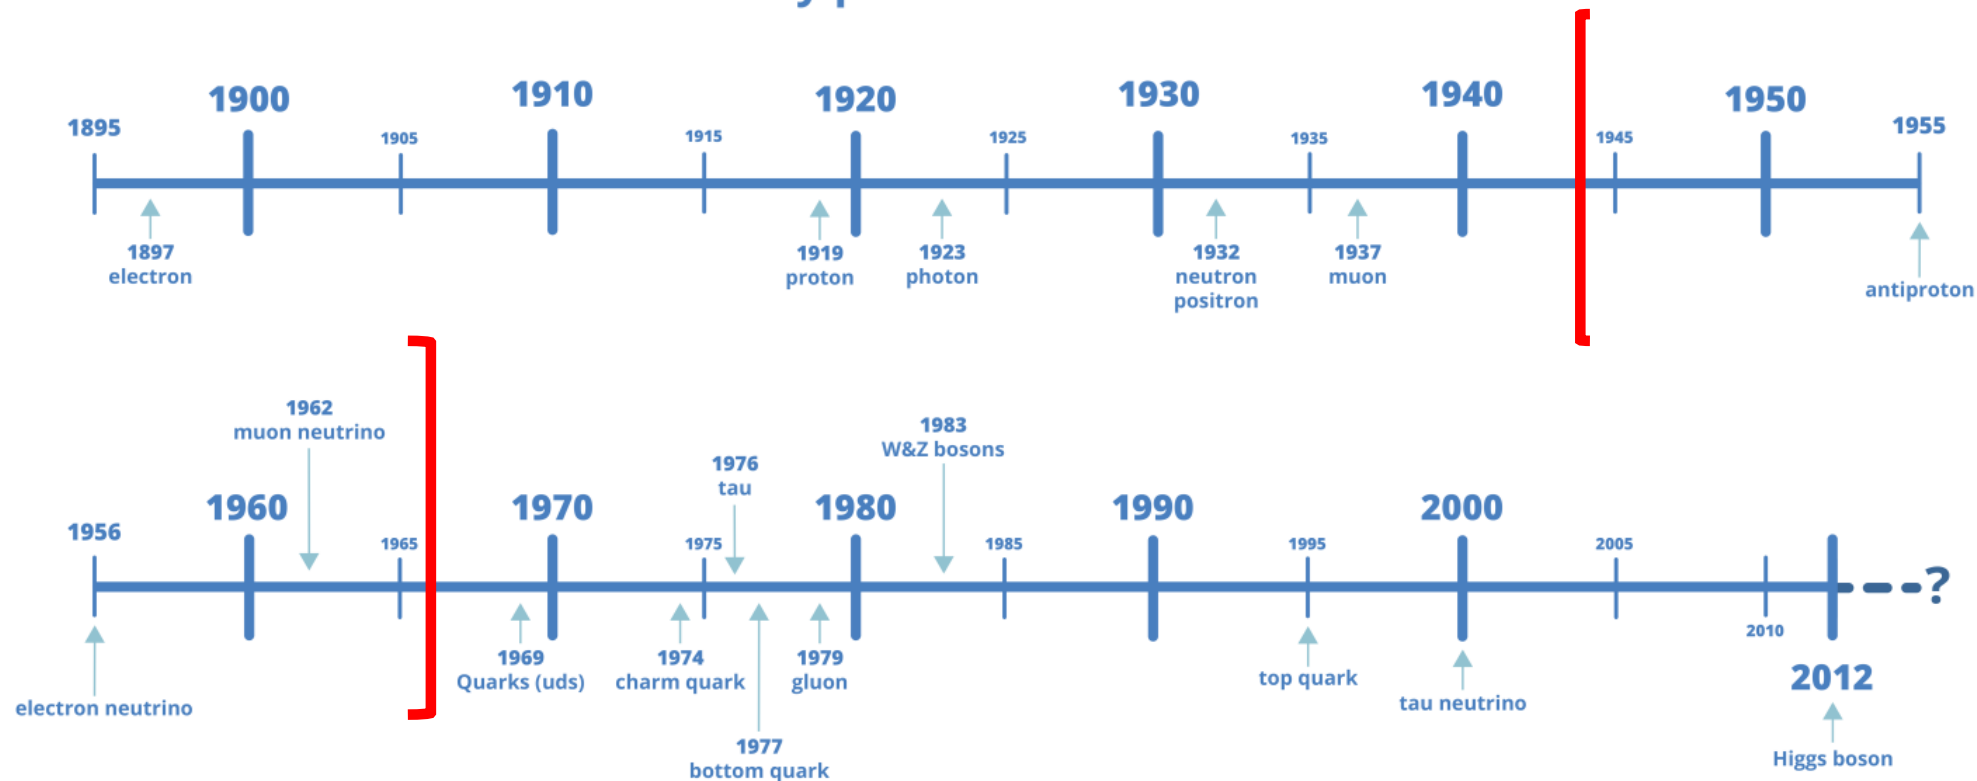 1895
1900
1905
1910
1915
1920
1925
1930
1935
1940
1945
1950
1955
1897
electron
1919
proton
1923
photon
1932
neutron
positron
1937
muon
antiproton
1962
muon neutrino
1976
tau
1983
W&Z bosons
1956
1960
1965
1970
1975
1980
1985
1990
1995
2000
2005
2010
?
electron neutrino
1969
Quarks (uds)
1974
charm quark
1977
bottom quark
1979
gluon
top quark
tau neutrino
2012
Higgs boson